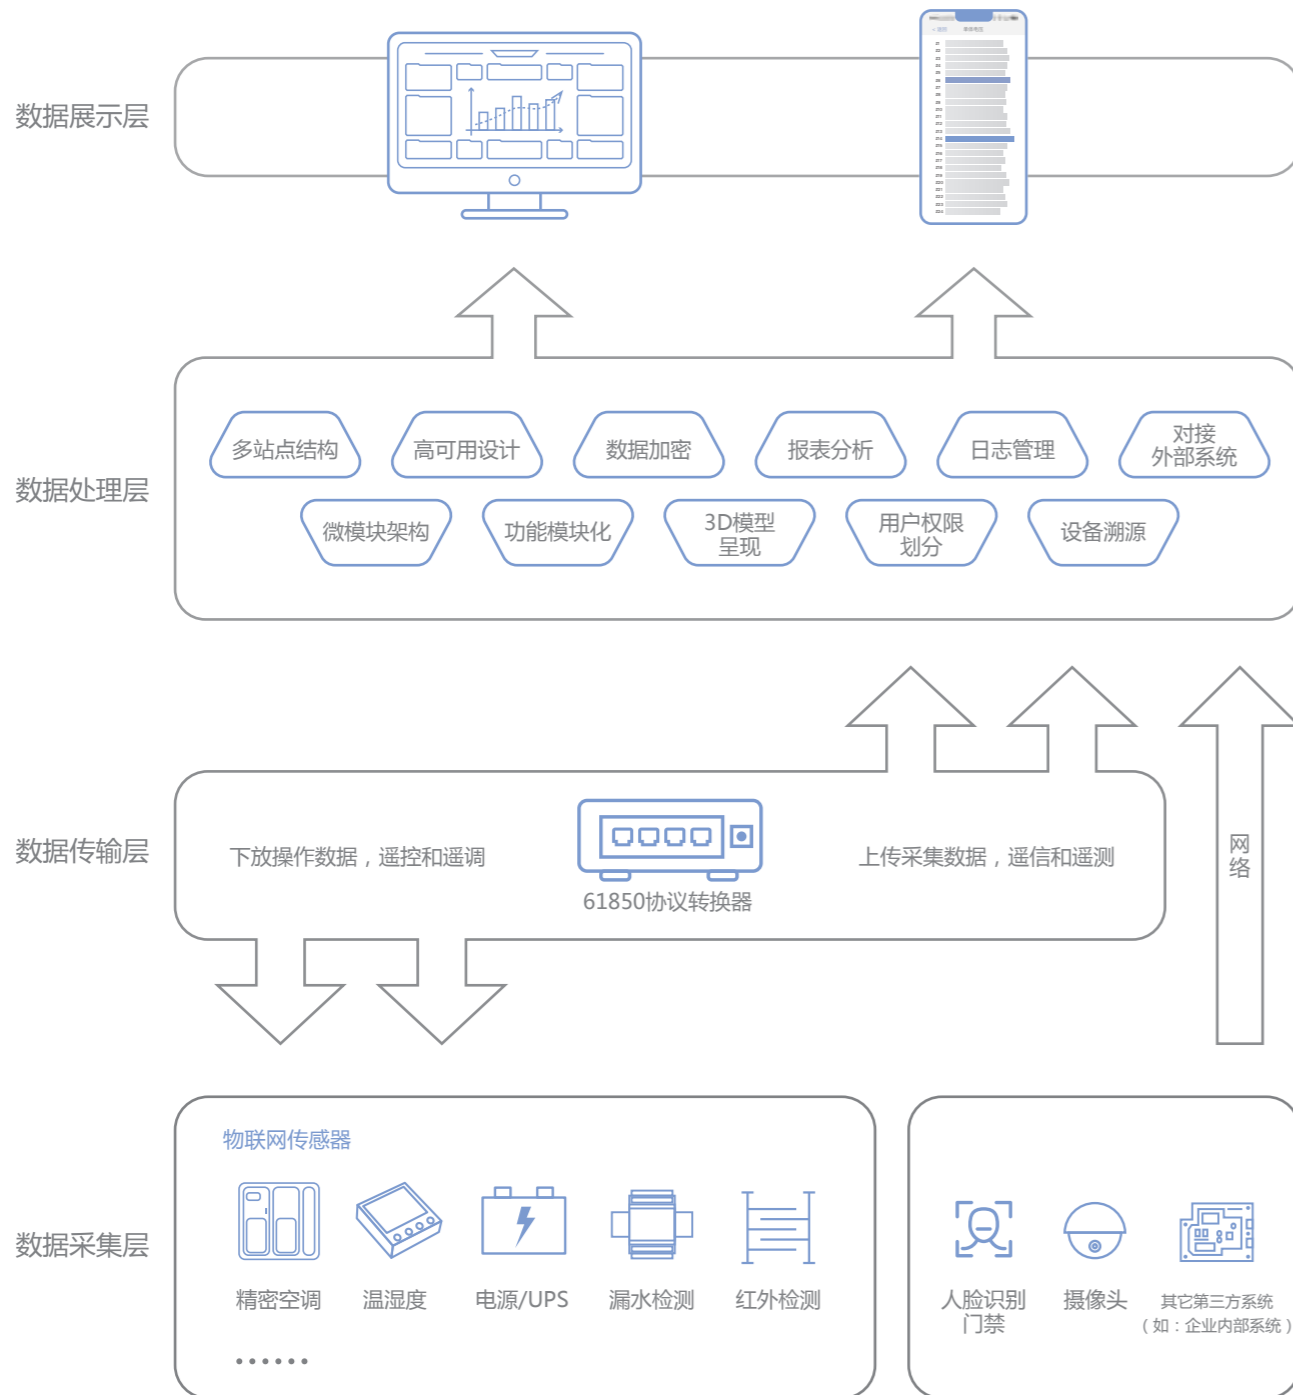 数据展示层
数据处理层
多站点结构
高可用设计
数据加密
报表分析
日志管理
对接
外部系统
微模块架构
功能模块化
3D模型
呈现
用户权限
划分
设备溯源
数据传输层
下放操作数据，遥控和遥调
61850协议转换器
上传采集数据，遥信和遥测
网
络
数据采集层
物联网传感器
精密空调
温湿度
电源/UPS
漏水检测
红外检测
......
人脸识别
门禁
摄像头
其它第三方系统
（如：企业内部系统）